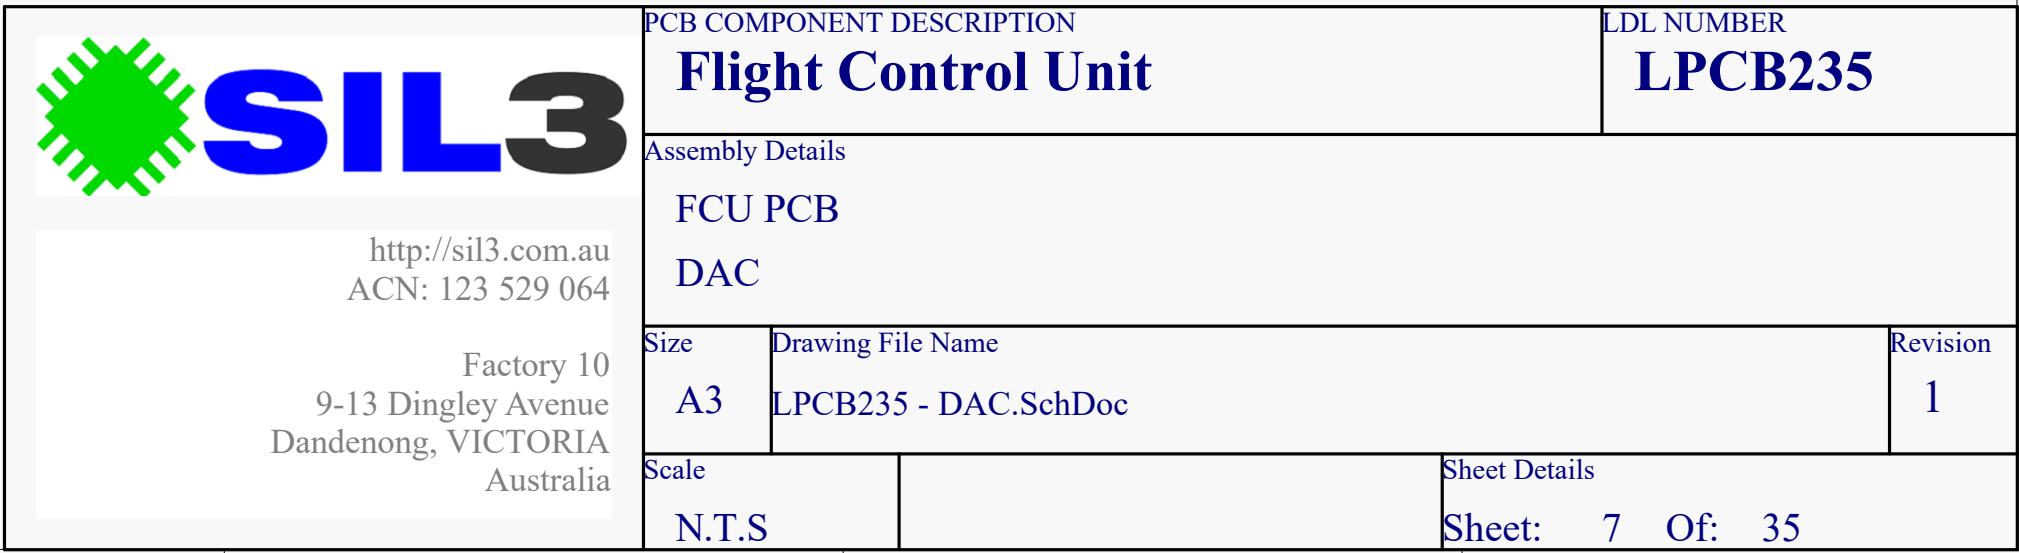 SIL3
http://sil3.com.au
ACN: 123 529 064
Factory 10
9-13 Dingley Avenue
Dandenong, VICTORIA
Australia
PCB COMPONENT DESCRIPTION
Flight Control Unit
LDL NUMBER
LPCB235
Assembly Details
FCU PCB
DAC
Size
A3
Drawing File Name
LPCB235 - DAC.SchDoc
Revision
1
Scale
N.T.S
Sheet Details
Sheet: 7 Of: 35